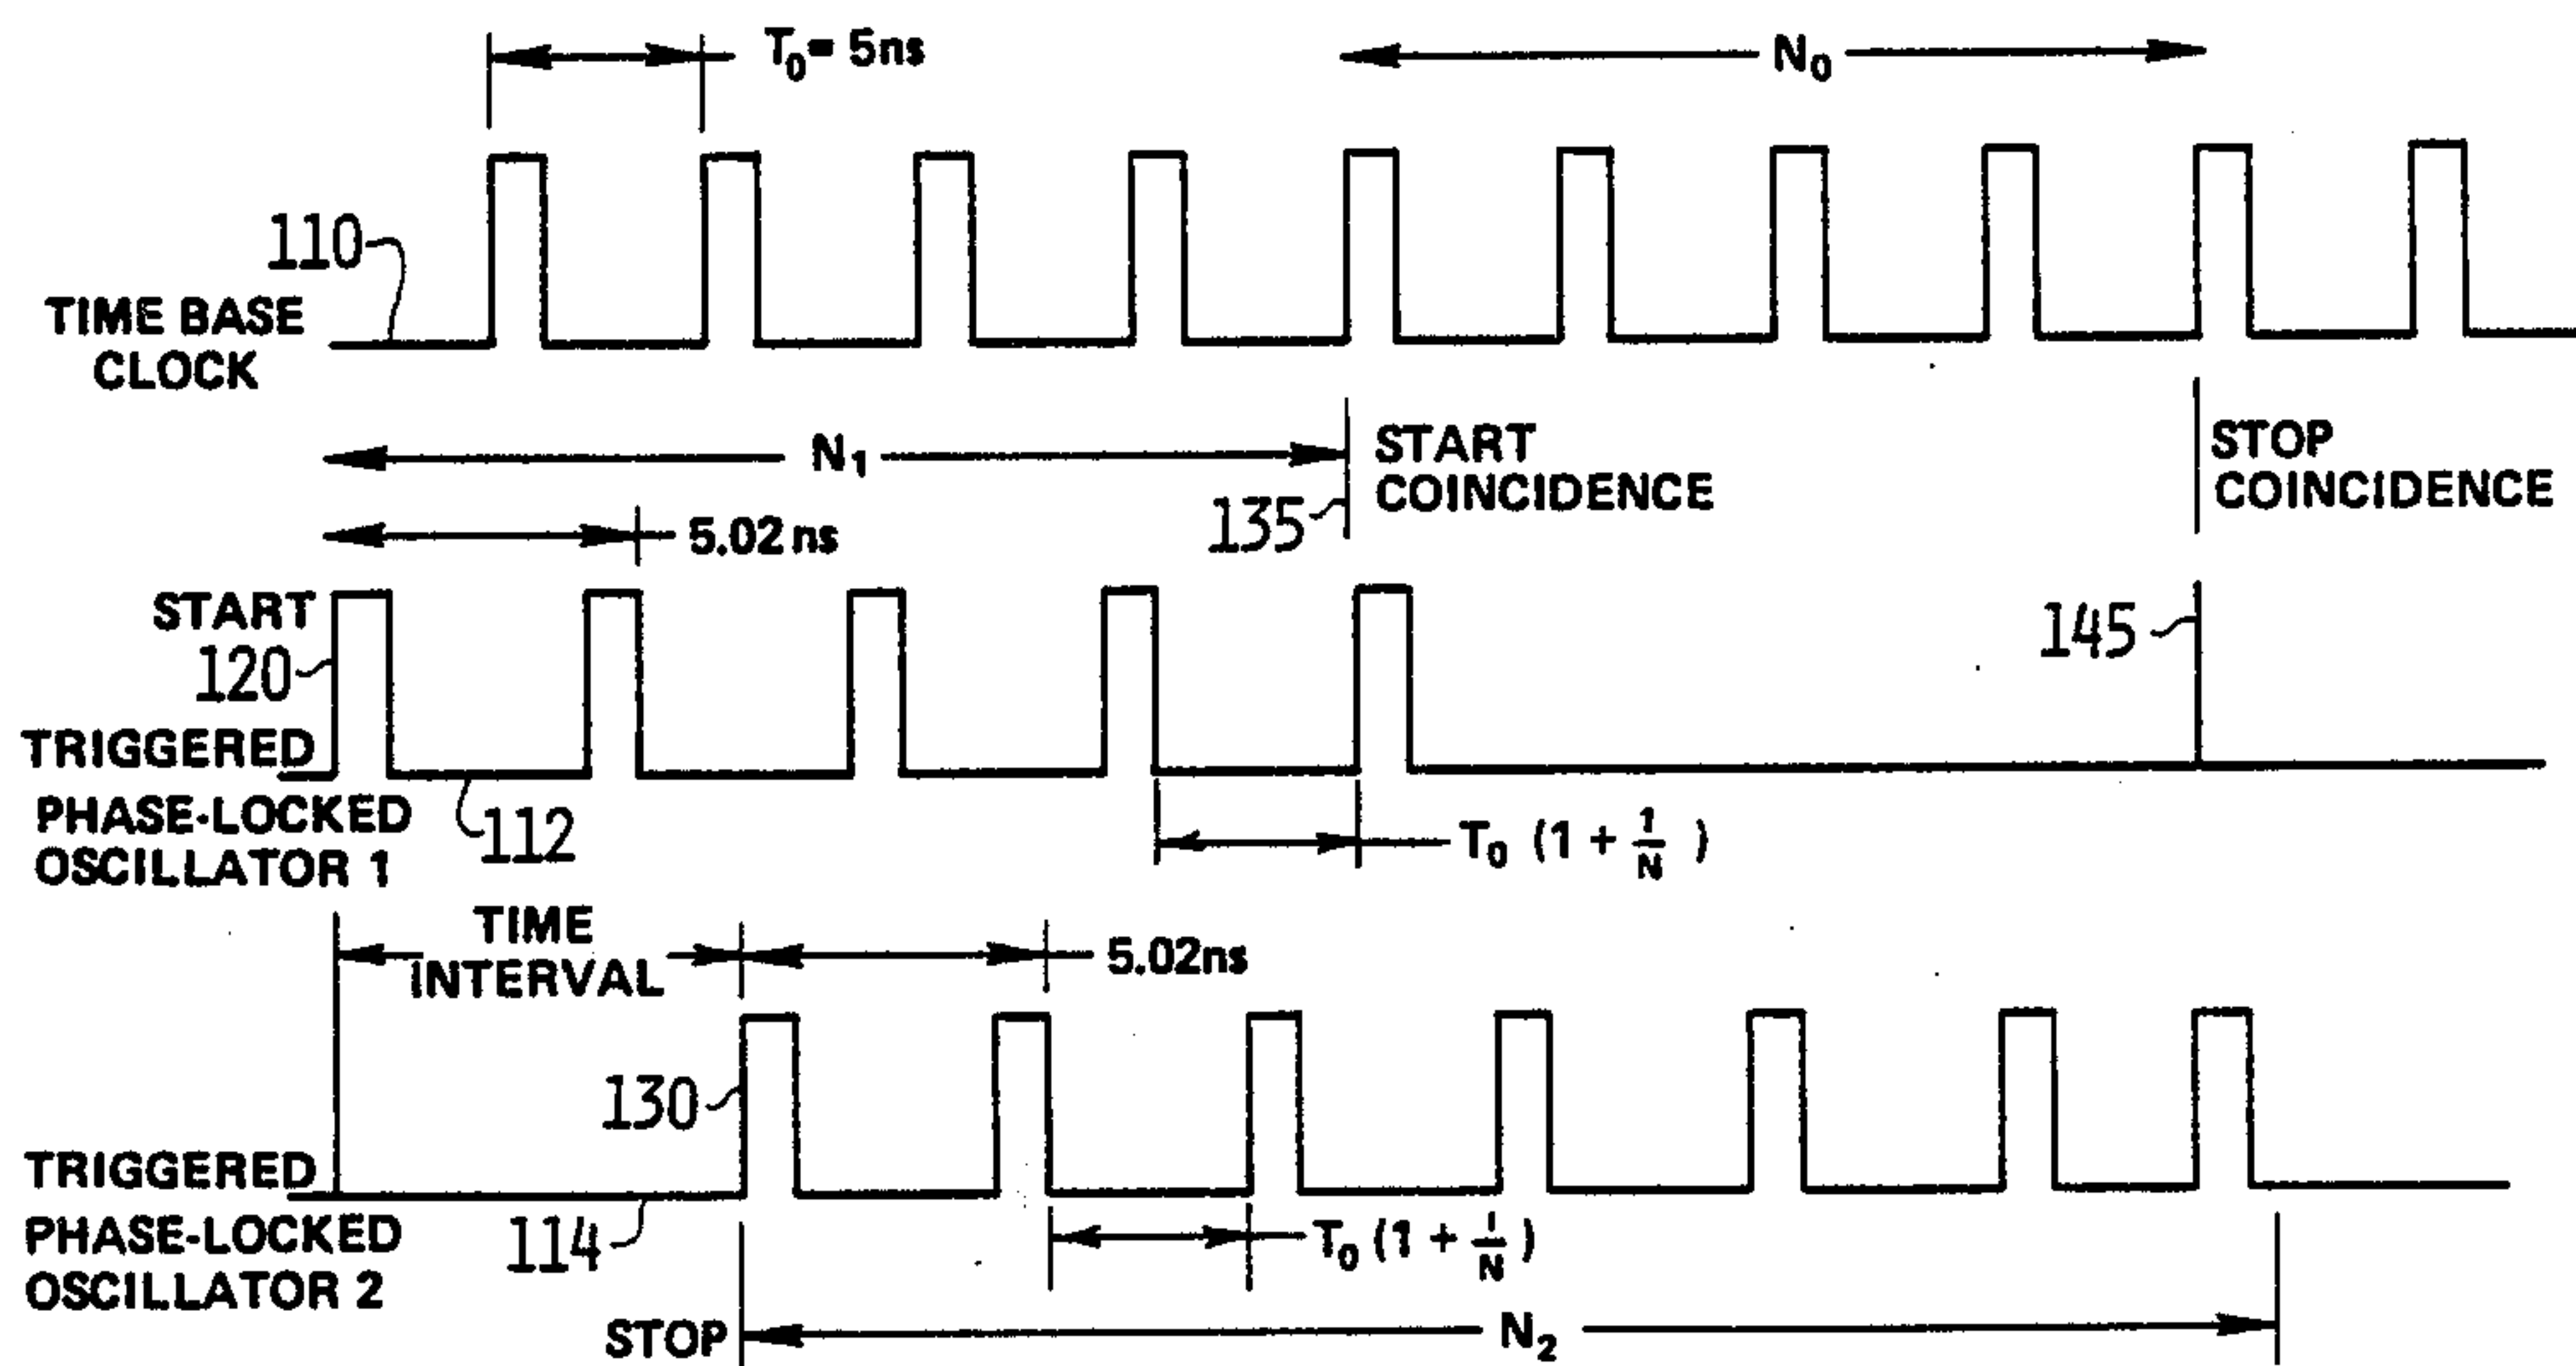 T₀= 5ns
N₀
110
TIME BASE
CLOCK
N₁
START
COINCIDENCE
135
STOP
COINCIDENCE
5.02 ns
START
120
145
TRIGGERED
PHASE-LOCKED
OSCILLATOR 1
112
T₀ (1 + 1/N )
TIME
INTERVAL
5.02ns
130
TRIGGERED
PHASE-LOCKED
OSCILLATOR 2
114
T₀ (1 + 1/N )
STOP
N₂